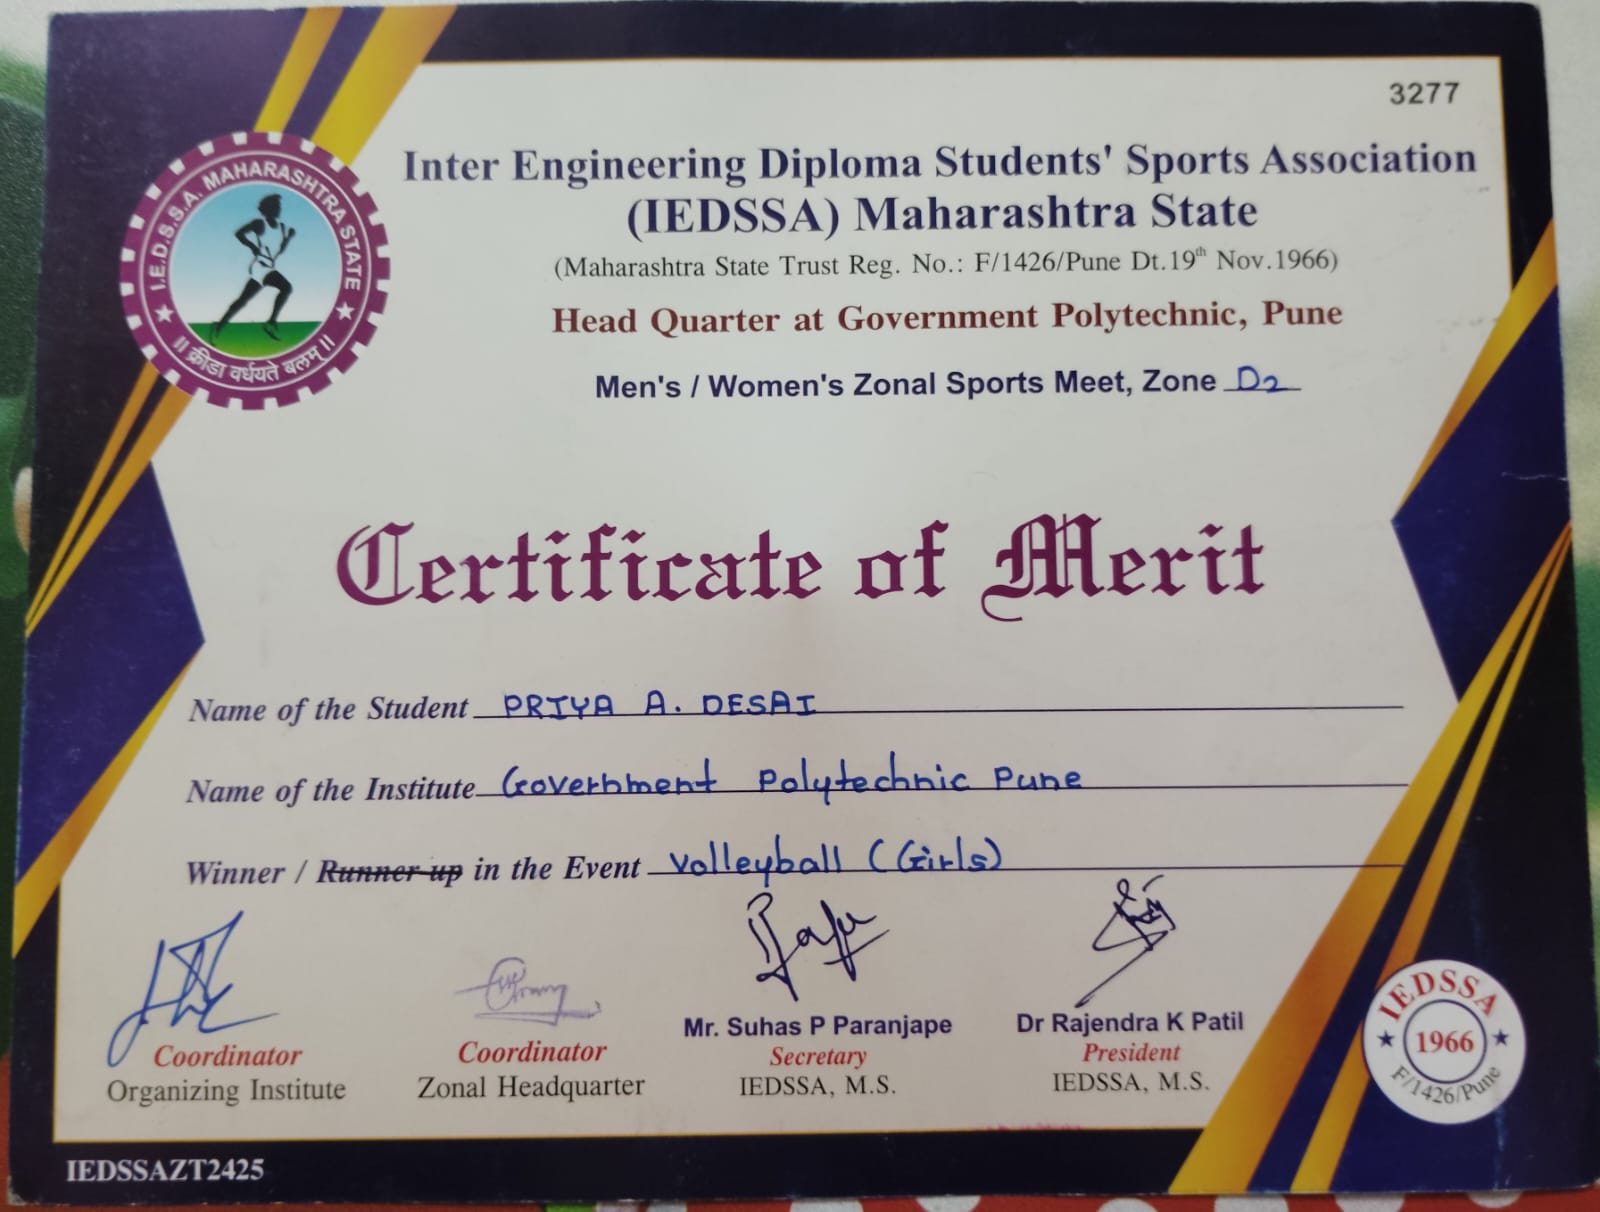 3277
I.E.D.S.S.A. MAHARASHTRA STATE
॥ क्रीडा वर्धयते बलम् ॥
Inter Engineering Diploma Students' Sports Association
(IEDSSA) Maharashtra State
(Maharashtra State Trust Reg. No.: F/1426/Pune Dt.19th Nov.1966)
Head Quarter at Government Polytechnic, Pune
Men's / Women's Zonal Sports Meet, Zone D2
Certificate of Merit
Name of the Student PRIYA A. DESAI
Name of the Institute Government Polytechnic Pune
Winner / Runner up in the Event Volleyball (Girls)
Mr. Suhas P Paranjape Dr Rajendra K Patil
Coordinator Coordinator Secretary President
Organizing Institute Zonal Headquarter IEDSSA, M.S. IEDSSA, M.S.
IEDSSA
1966
F/1426/Pune
IEDSSAZT2425